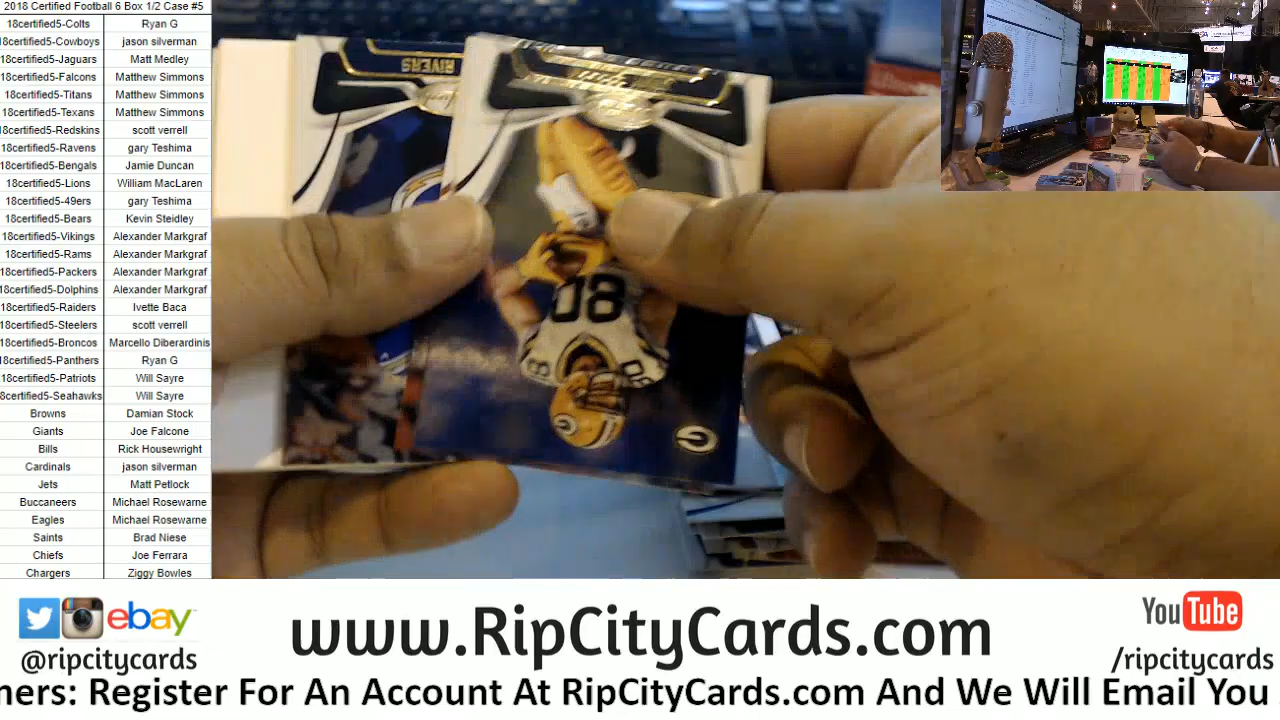 2018 Certified Football 6 Box 1/2 Case #5
18certified5-Colts Ryan G
18certified5-Cowboys jason silverman
18certified5-Jaguars Matt Medley
18certified5-Falcons Matthew Simmons
18certified5-Titans Matthew Simmons
18certified5-Texans Matthew Simmons
18certified5-Redskins scott verrell
18certified5-Ravens gary Teshima
18certified5-Bengals Jamie Duncan
18certified5-Lions William MacLaren
18certified5-49ers gary Teshima
18certified5-Bears Kevin Steidley
18certified5-Vikings Alexander Markgraf
18certified5-Rams Alexander Markgraf
18certified5-Packers Alexander Markgraf
18certified5-Dolphins Alexander Markgraf
18certified5-Raiders Ivette Baca
18certified5-Steelers scott verrell
18certified5-Broncos Marcello Diberardinis
18certified5-Panthers Ryan G
18certified5-Patriots Will Sayre
8certified5-Seahawks Will Sayre
Browns Damian Stock
Giants Joe Falcone
Bills Rick Housewright
Cardinals jason silverman
Jets Matt Petlock
Buccaneers Michael Rosewarne
Eagles Michael Rosewarne
Saints Brad Niese
Chiefs Joe Ferrara
Chargers Ziggy Bowles
RIVERS
80
80
G
ebay
@ripcitycards
www.RipCityCards.com
YouTube
/ripcitycards
ners: Register For An Account At RipCityCards.com And We Will Email You